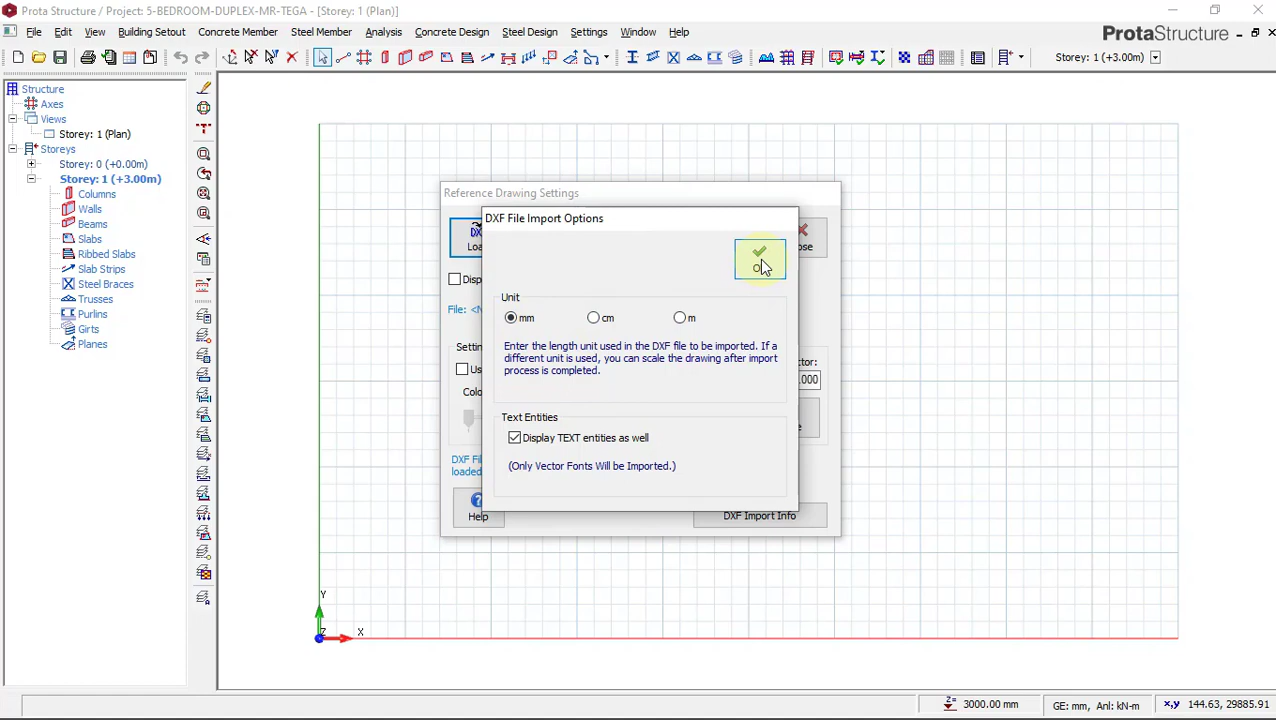 Prota Structure / Project: 5-BEDROOM-DUPLEX-MR-TEGA - [Storey: 1 (Plan)]
File Edit View Building Setout Concrete Member Steel Member Analysis Concrete Design Steel Design Settings Window Help
ProtaStructure
Storey: 1 (+3.00m)
Structure
Axes
Views
Storey: 1 (Plan)
Storeys
Storey: 0 (+0.00m)
Storey: 1 (+3.00m)
Columns
Walls
Beams
Slabs
Ribbed Slabs
Slab Strips
Steel Braces
Trusses
Purlins
Girts
Planes
Reference Drawing Settings
DXF File Import Options
Unit
mm cm m
Enter the length unit used in the DXF file to be imported. If a
different unit is used, you can scale the drawing after import
process is completed.
Text Entities
Display TEXT entities as well
(Only Vector Fonts Will be Imported.)
File:
DXF
loaded
Help
DXF Import Info
Y
Z X
Z=
3000.00 mm
GE: mm, Anl: kN-m
x,y 144.63, 29885.91